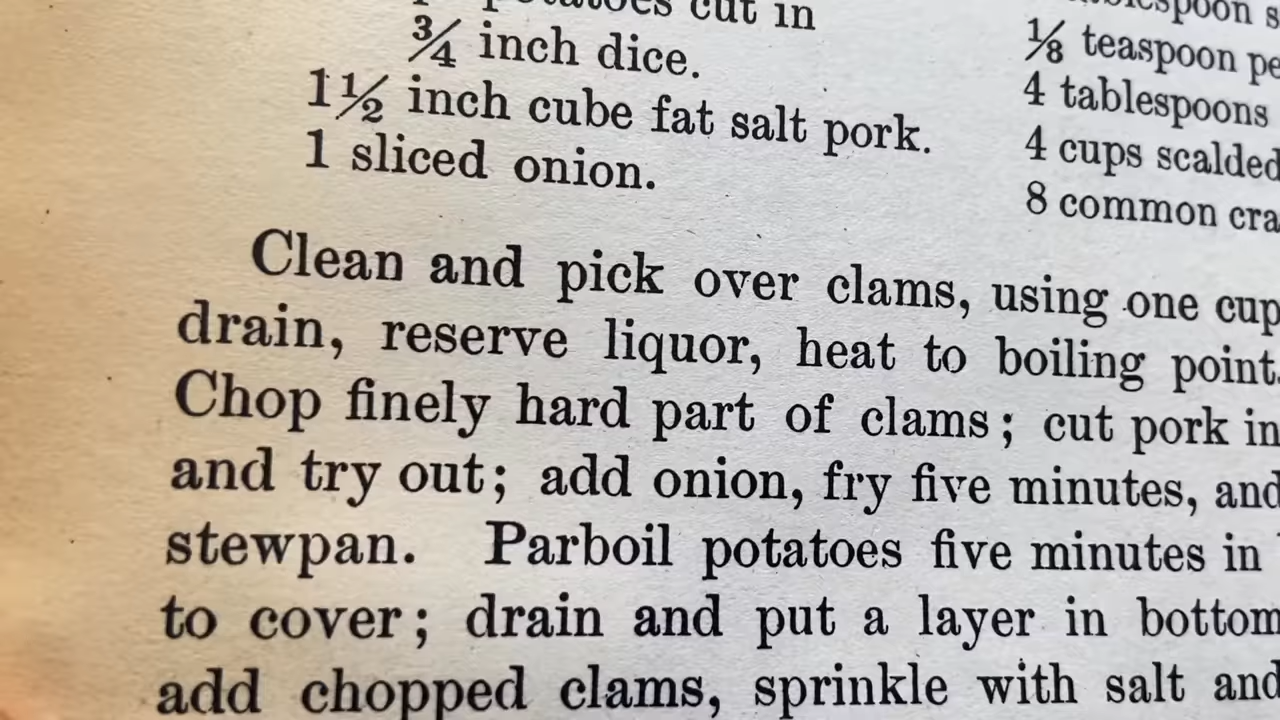 potatoes cut in
¾ inch dice.
1½ inch cube fat salt pork.
1 sliced onion.
⅛ teaspoon
4 tablespoons
4 cups scalded
8 common
Clean and pick over clams, using one cup
drain, reserve liquor, heat to boiling point.
Chop finely hard part of clams; cut pork in
and try out; add onion, fry five minutes, and
stewpan. Parboil potatoes five minutes in
to cover; drain and put a layer in bottom
add chopped clams, sprinkle with salt and